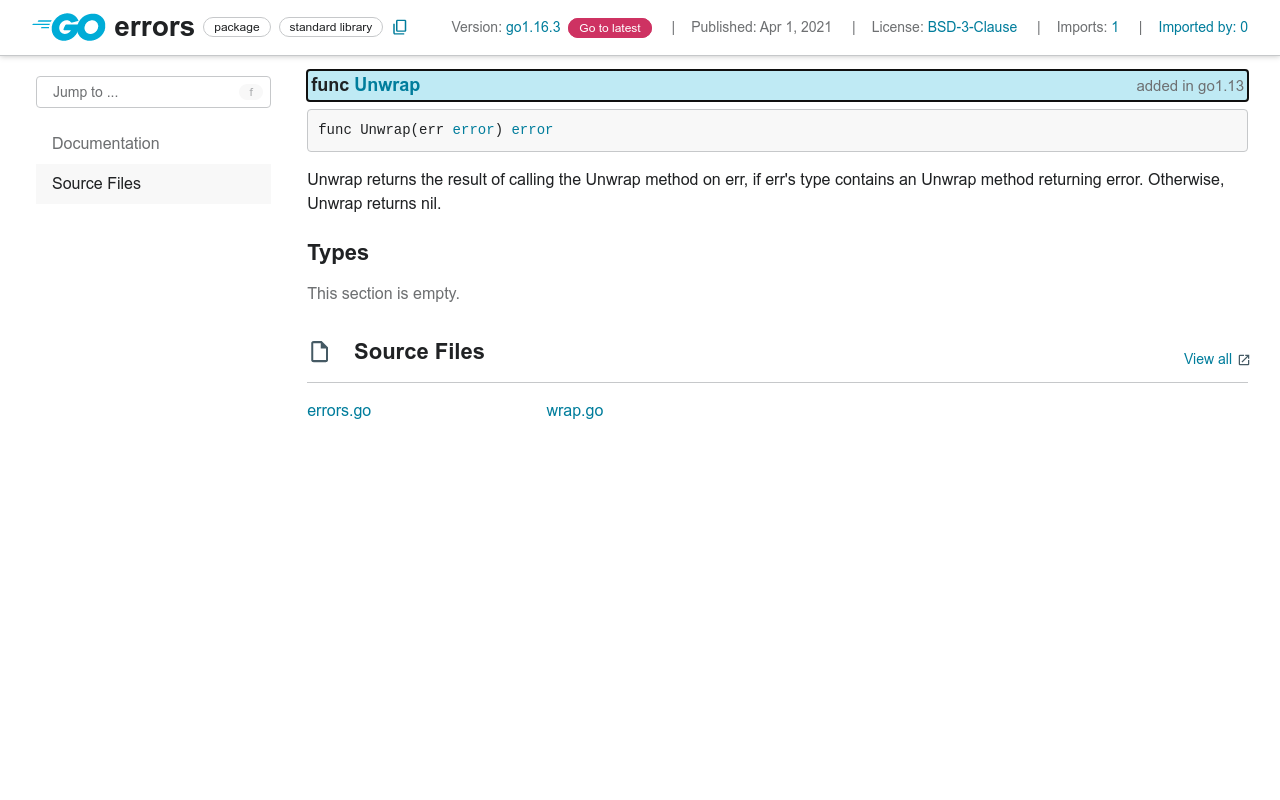 GO errors package standard library Version: go1.16.3 Go to latest | Published: Apr 1, 2021 | License: BSD-3-Clause | Imports: 1 | Imported by: 0
Jump to ... f
Documentation
Source Files
func Unwrap added in go1.13
func Unwrap(err error) error
Unwrap returns the result of calling the Unwrap method on err, if err's type contains an Unwrap method returning error. Otherwise,
Unwrap returns nil.
Types
This section is empty.
Source Files View all
errors.go wrap.go